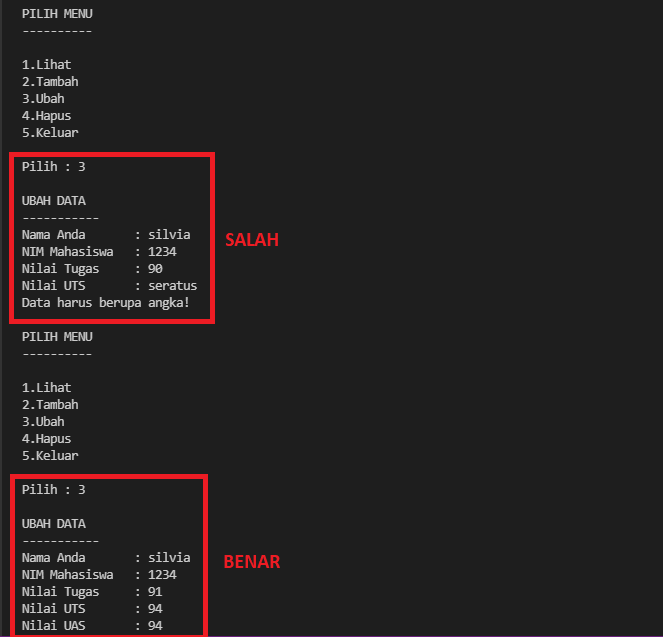 PILIH MENU
----------
1.Lihat
2.Tambah
3.Ubah
4.Hapus
5.Keluar
Pilih : 3
UBAH DATA
-----------
Nama Anda : silvia
NIM Mahasiswa : 1234
Nilai Tugas : 90
Nilai UTS : seratus
Data harus berupa angka!
SALAH
PILIH MENU
----------
1.Lihat
2.Tambah
3.Ubah
4.Hapus
5.Keluar
Pilih : 3
UBAH DATA
-----------
Nama Anda : silvia
NIM Mahasiswa : 1234
Nilai Tugas : 91
Nilai UTS : 94
Nilai UAS : 94
BENAR